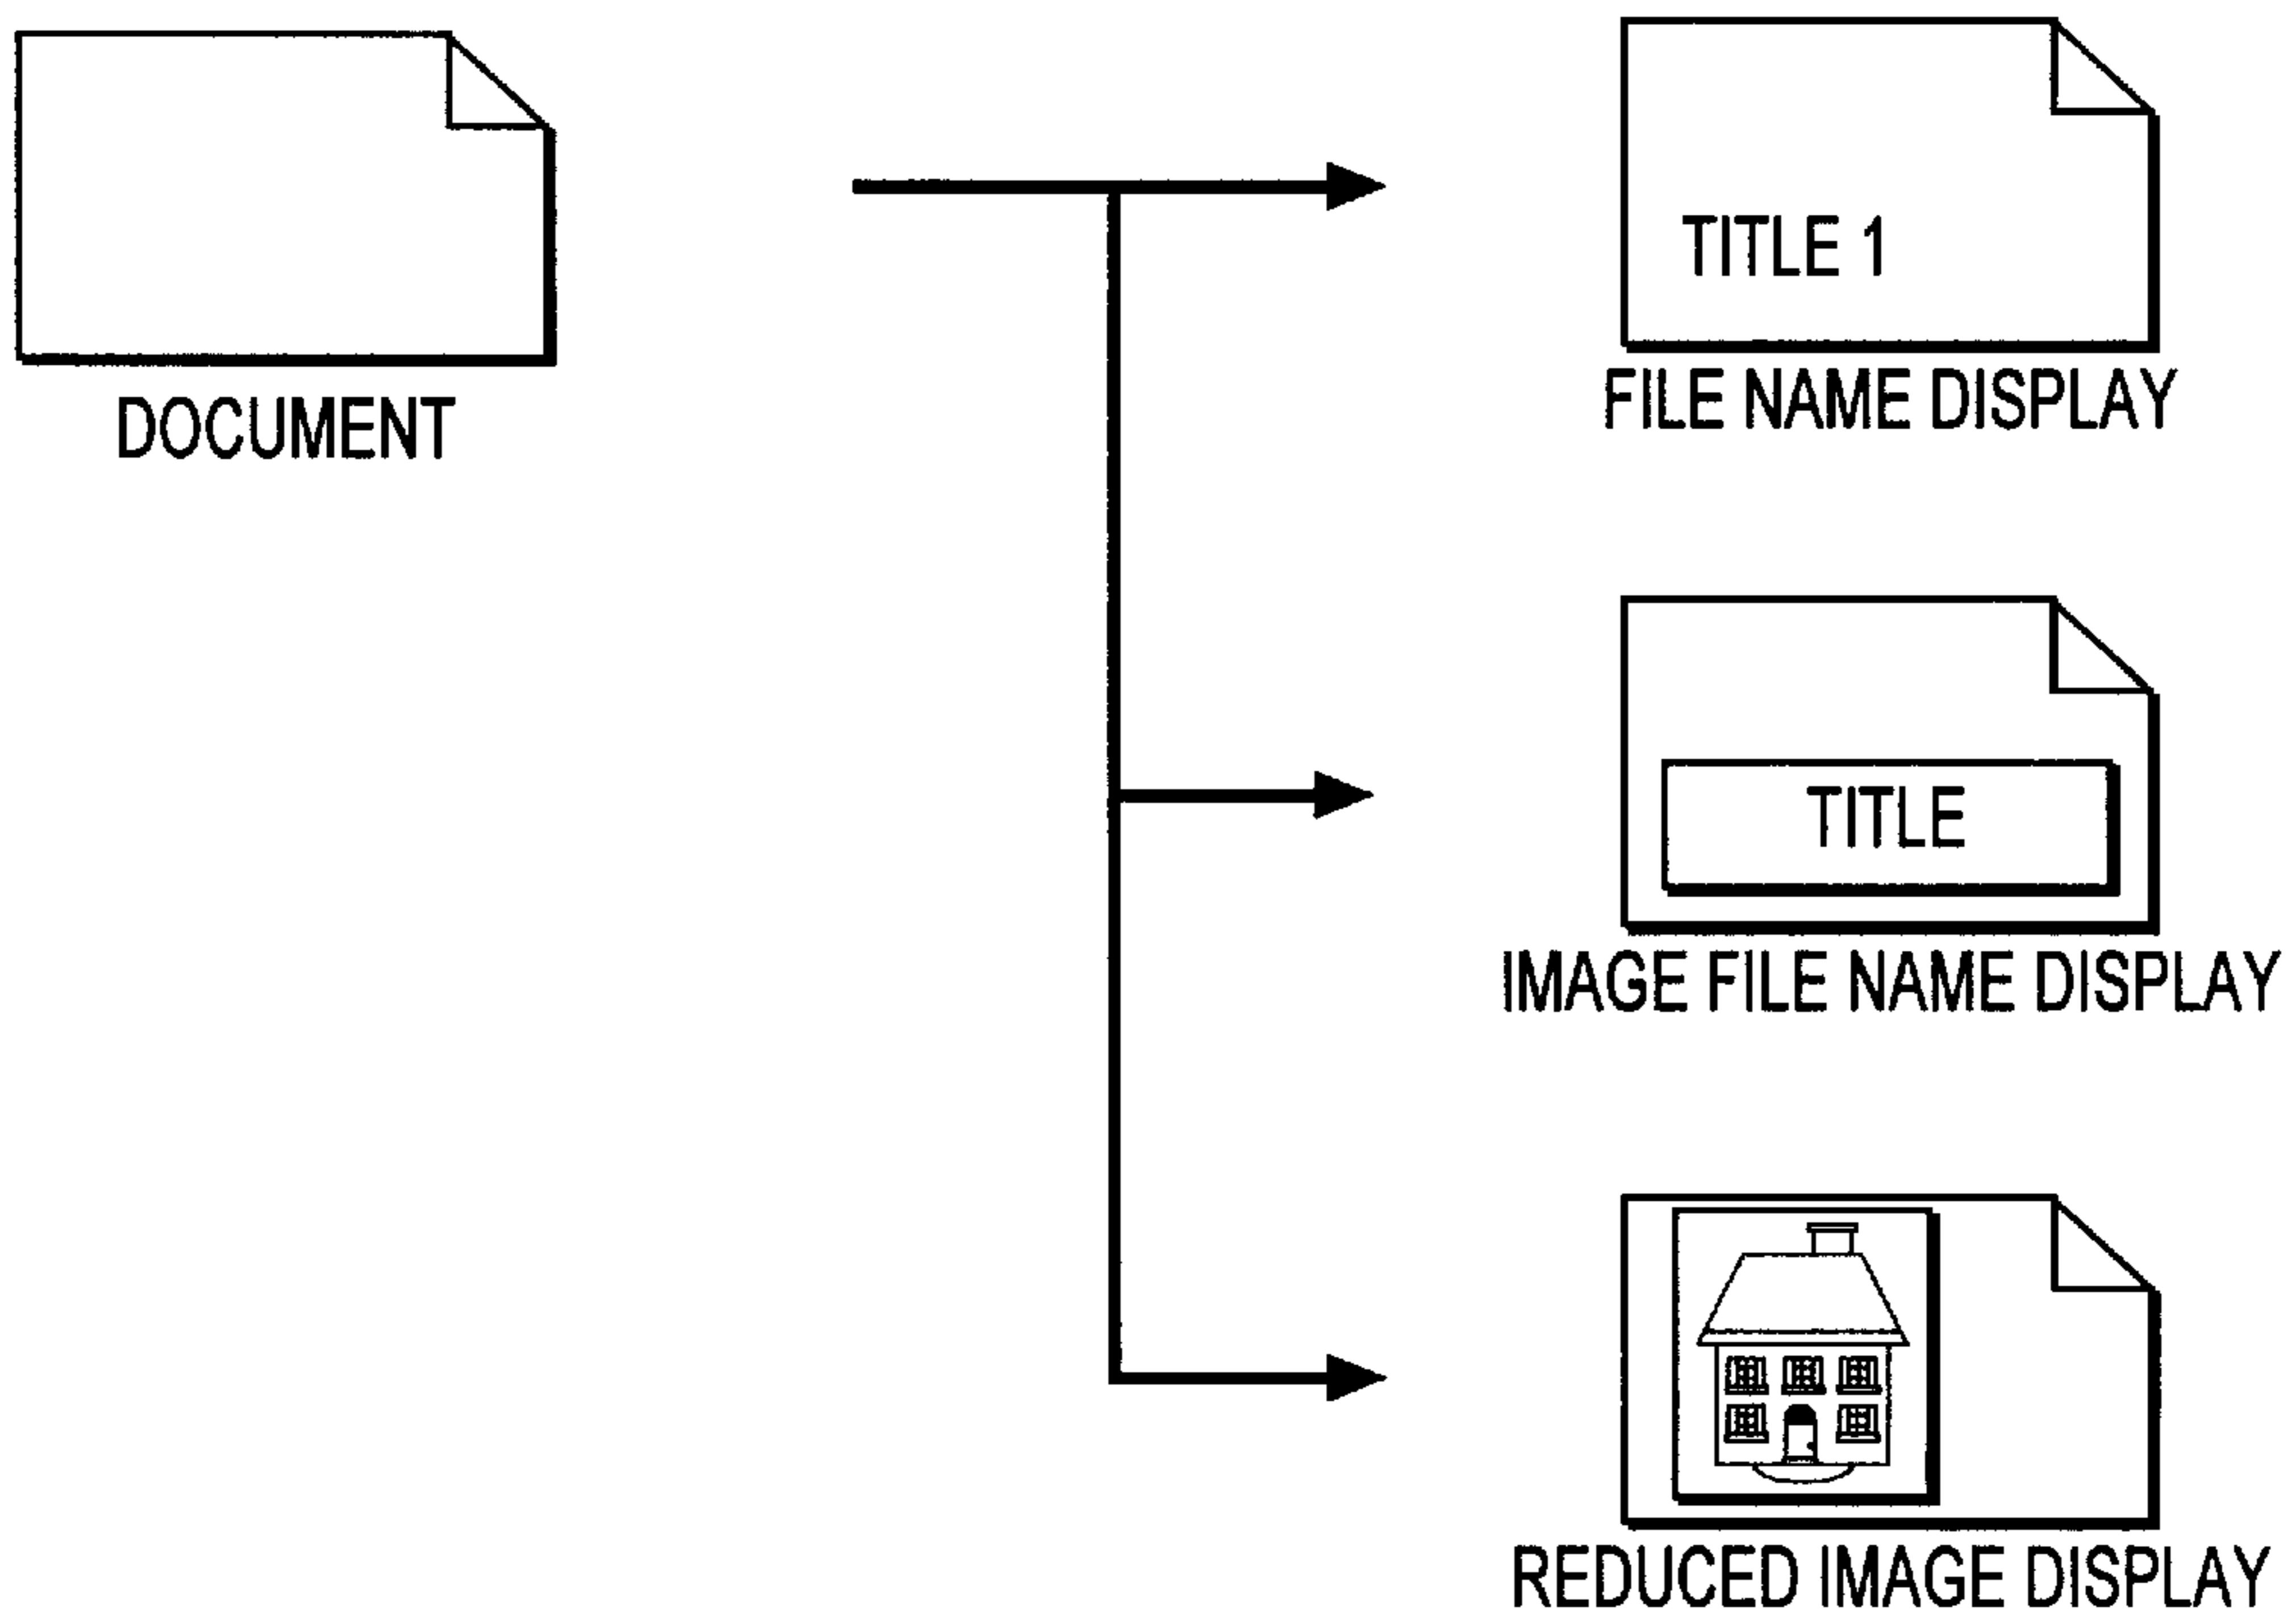 DOCUMENT
TITLE 1
FILE NAME DISPLAY
TITLE
IMAGE FILE NAME DISPLAY
REDUCED IMAGE DISPLAY